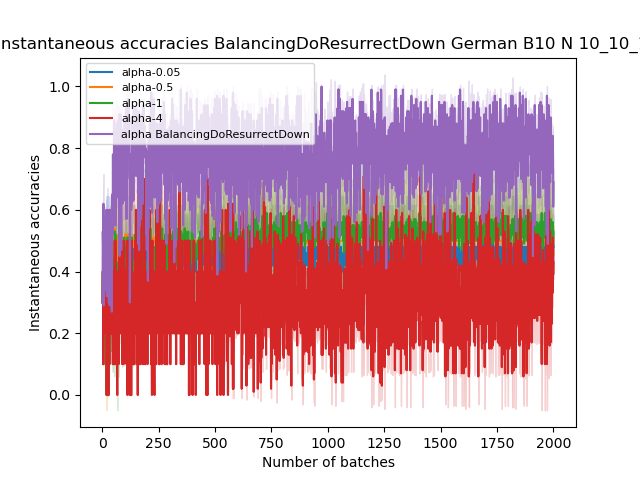 nstantaneous accuracies BalancingDoResurrectDown German B10 N 10_10_
alpha-0.05
alpha-0.5
alpha-1
alpha-4
alpha BalancingDoResurrectDown
Instantaneous accuracies
1.0
0.8
0.6
0.4
0.2
0.0
0 250 500 750 1000 1250 1500 1750 2000
Number of batches